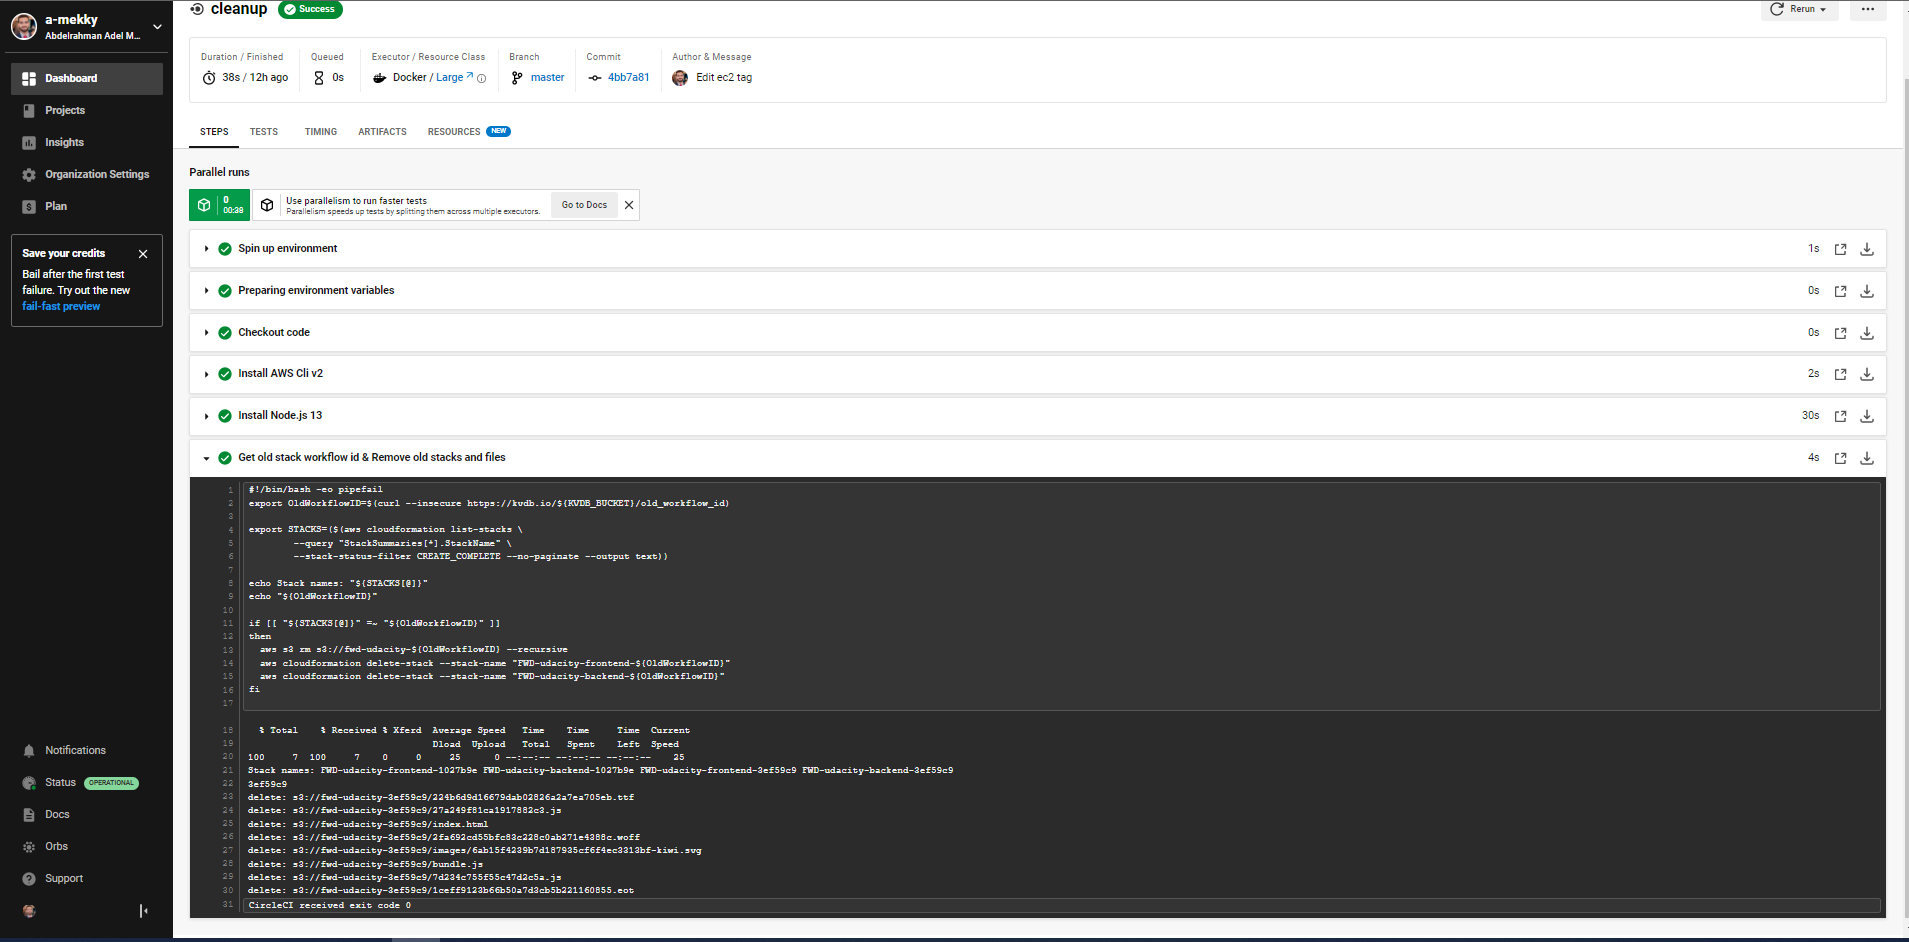 a-mekky
Abdelrahman Adel M...
Dashboard
Projects
Insights
Organization Settings
$ Plan
Save your credits
Bail after the first test
failure. Try out the new
fail-fast preview
Notifications
Status OPERATIONAL
Docs
Orbs
Support
cleanup Success
Rerun
Duration / Finished Queued Executor / Resource Class Branch Commit Author & Message
38s / 12h ago 0s Docker / Large master 4bb7a81 Edit ec2 tag
STEPS TESTS TIMING ARTIFACTS RESOURCES NEW
Parallel runs
0
00:38
Use parallelism to run faster tests
Parallelism speeds up tests by splitting them across multiple executors.
Go to Docs
Spin up environment 1s
Preparing environment variables 0s
Checkout code 0s
Install AWS Cli v2 2s
Install Node.js 13 30s
Get old stack workflow id & Remove old stacks and files 4s
1 #!/bin/bash -eo pipefail
2 export OldWorkflowID=$(curl --insecure https://kvdb.io/${KVDB_BUCKET}/old_workflow_id)
3
4 export STACKS=($(aws cloudformation list-stacks \
5 --query "StackSummaries[*].StackName" \
6 --stack-status-filter CREATE_COMPLETE --no-paginate --output text))
7
8 echo Stack names: "${STACKS[@]}"
9 echo "${OldWorkflowID}"
10
11 if [[ "${STACKS[@]}" =~ "${OldWorkflowID}" ]]
12 then
13 aws s3 rm s3://fwd-udacity-${OldWorkflowID} --recursive
14 aws cloudformation delete-stack --stack-name "FWD-udacity-frontend-${OldWorkflowID}"
15 aws cloudformation delete-stack --stack-name "FWD-udacity-backend-${OldWorkflowID}"
16 fi
17
18 % Total % Received % Xferd Average Speed Time Time Time Current
19 Dload Upload Total Spent Left Speed
20 100 7 100 7 0 0 25 0 --:--:-- --:--:-- --:--:-- 25
21 Stack names: FWD-udacity-frontend-1027b9e FWD-udacity-backend-1027b9e FWD-udacity-frontend-3ef59c9 FWD-udacity-backend-3ef59c9
22 3ef59c9
23 delete: s3://fwd-udacity-3ef59c9/224b6d9d16679dab02826a2a7ea705eb.ttf
24 delete: s3://fwd-udacity-3ef59c9/27a249f81ca1917882c3.js
25 delete: s3://fwd-udacity-3ef59c9/index.html
26 delete: s3://fwd-udacity-3ef59c9/2fa692cd55bfc83c228c0ab271e4388c.woff
27 delete: s3://fwd-udacity-3ef59c9/images/6ab15f4239b7d187935cf6f4ec3313bf-kiwi.svg
28 delete: s3://fwd-udacity-3ef59c9/bundle.js
29 delete: s3://fwd-udacity-3ef59c9/7d234c755f55c47d2c5a.js
30 delete: s3://fwd-udacity-3ef59c9/1ceff9123b66b50a7d3cb5b221160855.eot
31 CircleCI received exit code 0